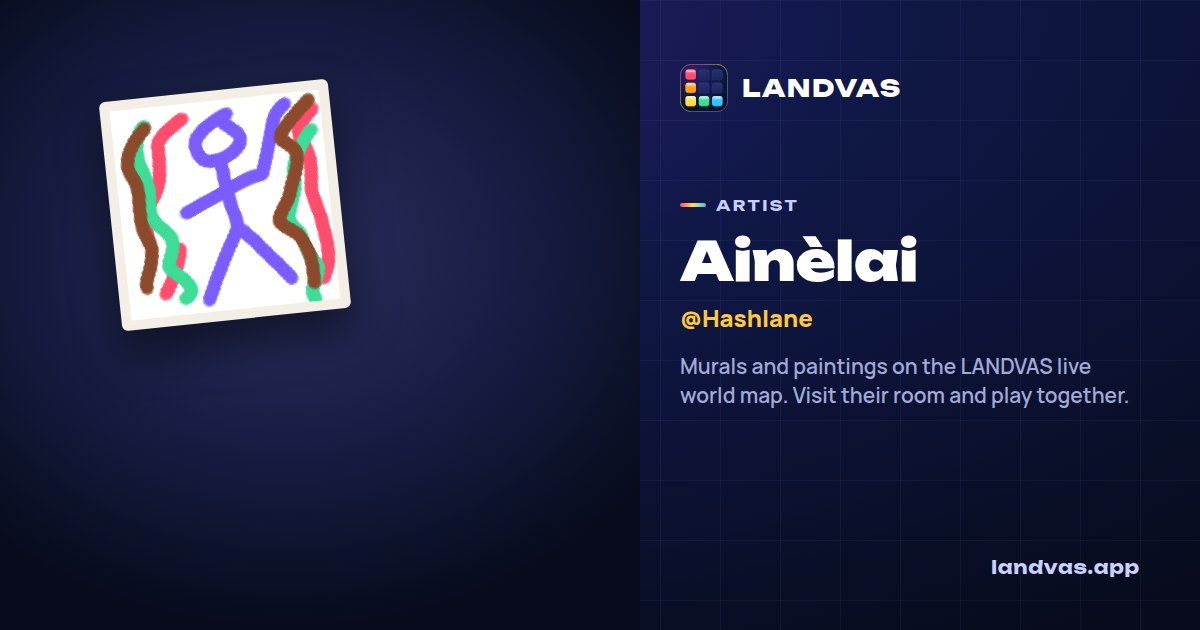 LANDVAS
ARTIST
Ainèlai
@Hashlane
Murals and paintings on the LANDVAS live
world map. Visit their room and play together.
landvas.app